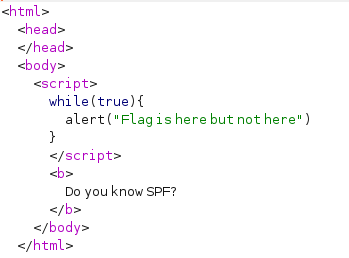 <html>
<head>
</head>
<body>
<script>
while(true){
alert("Flag is here but not here")
}
</script>
<b>
Do you know SPF?
</b>
</body>
</html>